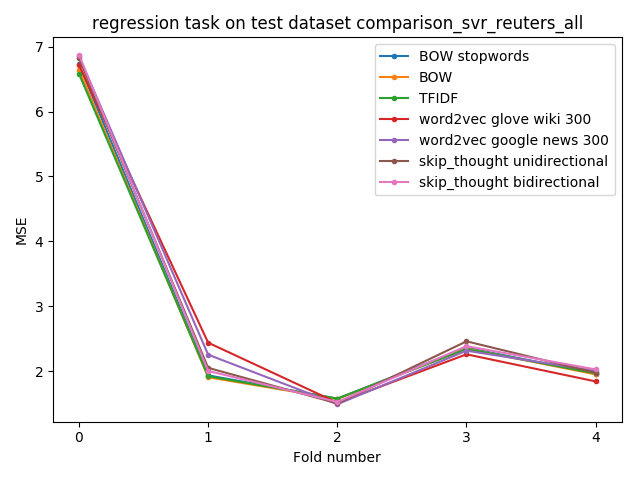 regression task on test dataset comparison_svr_reuters_all
BOW stopwords
BOW
TFIDF
word2vec glove wiki 300
word2vec google news 300
skip_thought unidirectional
skip_thought bidirectional
MSE
7
6
5
4
3
2
0 1 2 3 4
Fold number